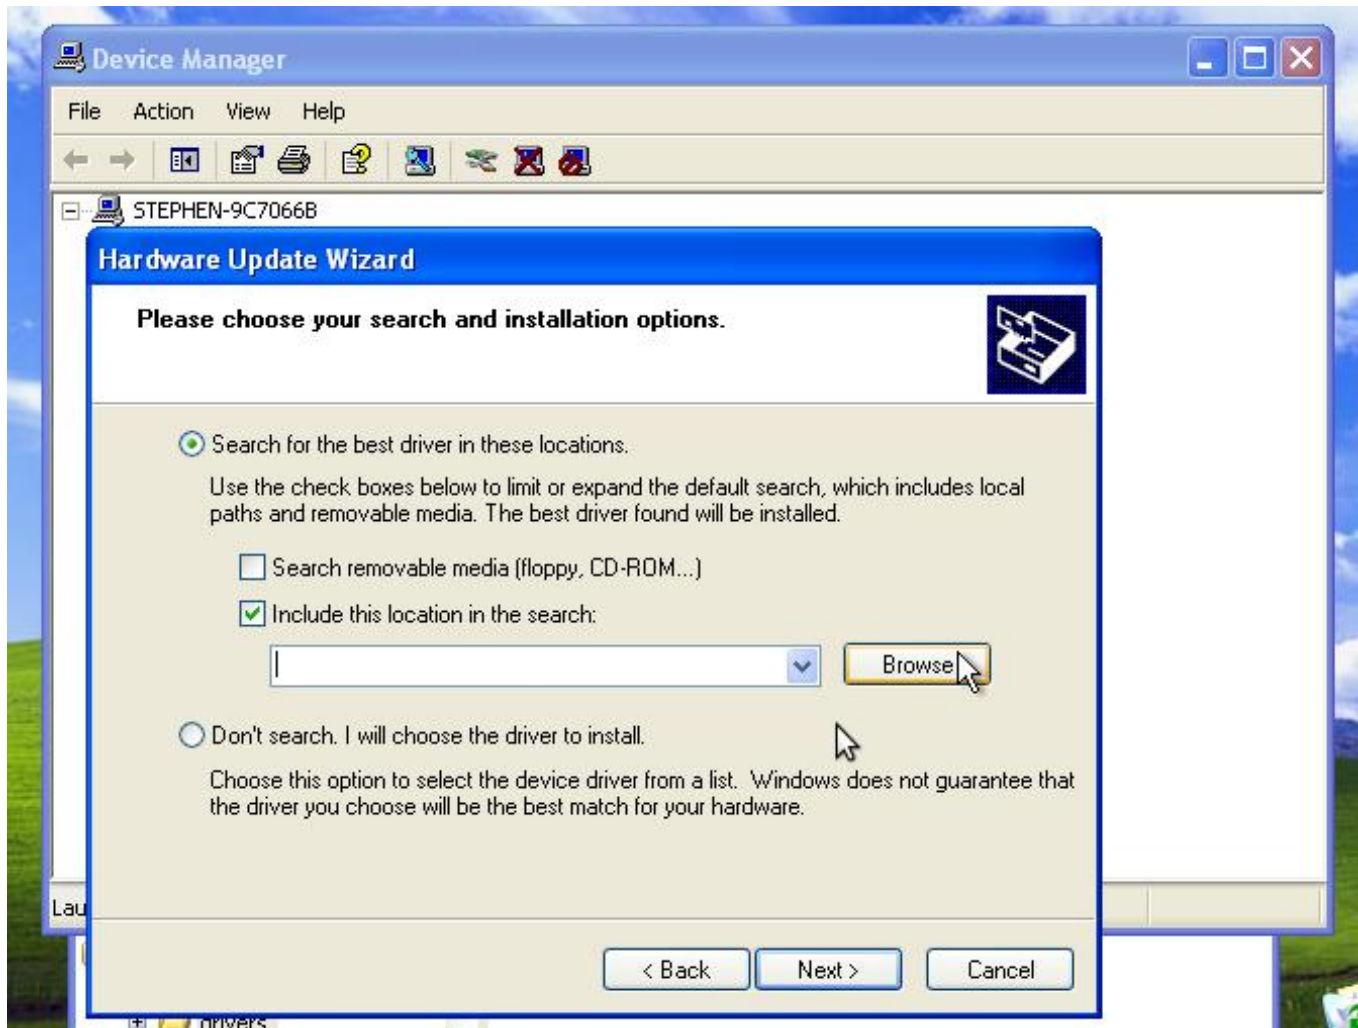 Device Manager
File Action View Help
STEPHEN-9C7066B
Hardware Update Wizard
Please choose your search and installation options.
Search for the best driver in these locations.
Use the check boxes below to limit or expand the default search, which includes local
paths and removable media. The best driver found will be installed.
Search removable media (floppy, CD-ROM...)
Include this location in the search:
Browse
Don't search. I will choose the driver to install.
Choose this option to select the device driver from a list. Windows does not guarantee that
the driver you choose will be the best match for your hardware.
Lau
< Back Next > Cancel
drivers